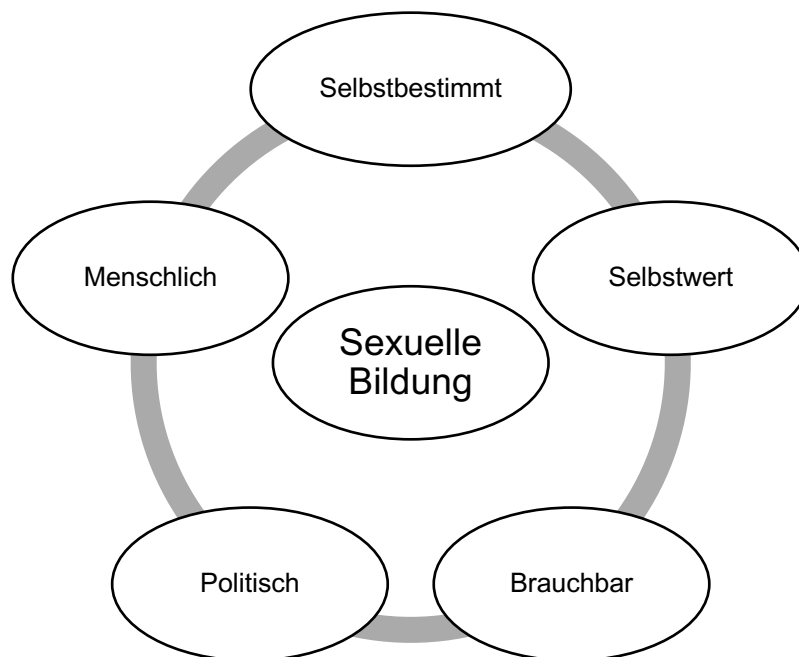 Selbstbestimmt
Menschlich
Selbstwert
Sexuelle
Bildung
Politisch
Brauchbar